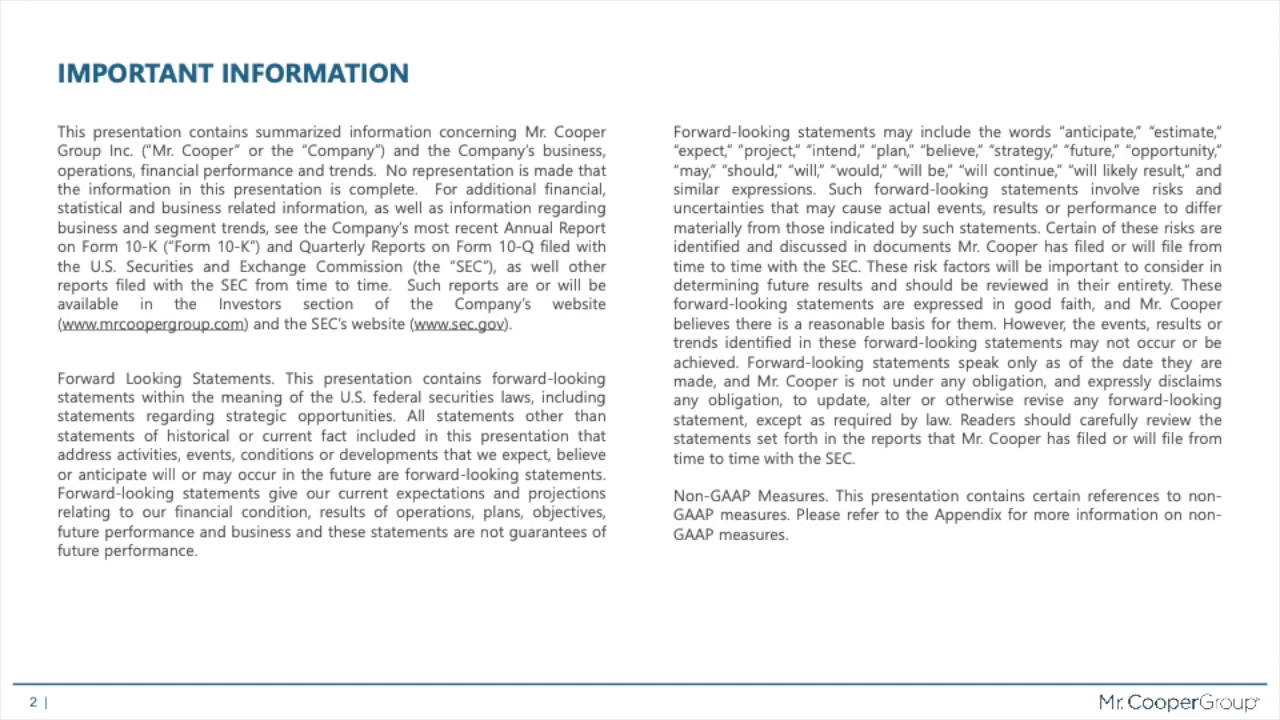 IMPORTANT INFORMATION
This presentation contains summarized information concerning Mr. Cooper
Group Inc. (“Mr. Cooper” or the “Company”) and the Company’s business,
operations, financial performance and trends.  No representation is made that
the information in this presentation is complete.  For additional financial,
statistical and business related information, as well as information regarding
business and segment trends, see the Company’s most recent Annual Report
on Form 10-K (“Form 10-K”) and Quarterly Reports on Form 10-Q filed with
the U.S. Securities and Exchange Commission (the “SEC”), as well other
reports filed with the SEC from time to time.  Such reports are or will be
available in the Investors section of the Company’s website
(www.mrcoopergroup.com) and the SEC’s website (www.sec.gov).
Forward Looking Statements. This presentation contains forward-looking
statements within the meaning of the U.S. federal securities laws, including
statements regarding strategic opportunities. All statements other than
statements of historical or current fact included in this presentation that
address activities, events, conditions or developments that we expect, believe
or anticipate will or may occur in the future are forward-looking statements.
Forward-looking statements give our current expectations and projections
relating to our financial condition, results of operations, plans, objectives,
future performance and business and these statements are not guarantees of
future performance.
Forward-looking statements may include the words “anticipate,” “estimate,”
“expect,” “project,” “intend,” “plan,” “believe,” “strategy,” “future,” “opportunity,”
“may,” “should,” “will,” “would,” “will be,” “will continue,” “will likely result,” and
similar expressions. Such forward-looking statements involve risks and
uncertainties that may cause actual events, results or performance to differ
materially from those indicated by such statements. Certain of these risks are
identified and discussed in documents Mr. Cooper has filed or will file from
time to time with the SEC. These risk factors will be important to consider in
determining future results and should be reviewed in their entirety. These
forward-looking statements are expressed in good faith, and Mr. Cooper
believes there is a reasonable basis for them. However, the events, results or
trends identified in these forward-looking statements may not occur or be
achieved. Forward-looking statements speak only as of the date they are
made, and Mr. Cooper is not under any obligation, and expressly disclaims
any obligation, to update, alter or otherwise revise any forward-looking
statement, except as required by law. Readers should carefully review the
statements set forth in the reports that Mr. Cooper has filed or will file from
time to time with the SEC.
Non-GAAP Measures. This presentation contains certain references to non-
GAAP measures. Please refer to the Appendix for more information on non-
GAAP measures.
2 |
Mr. CooperGroup